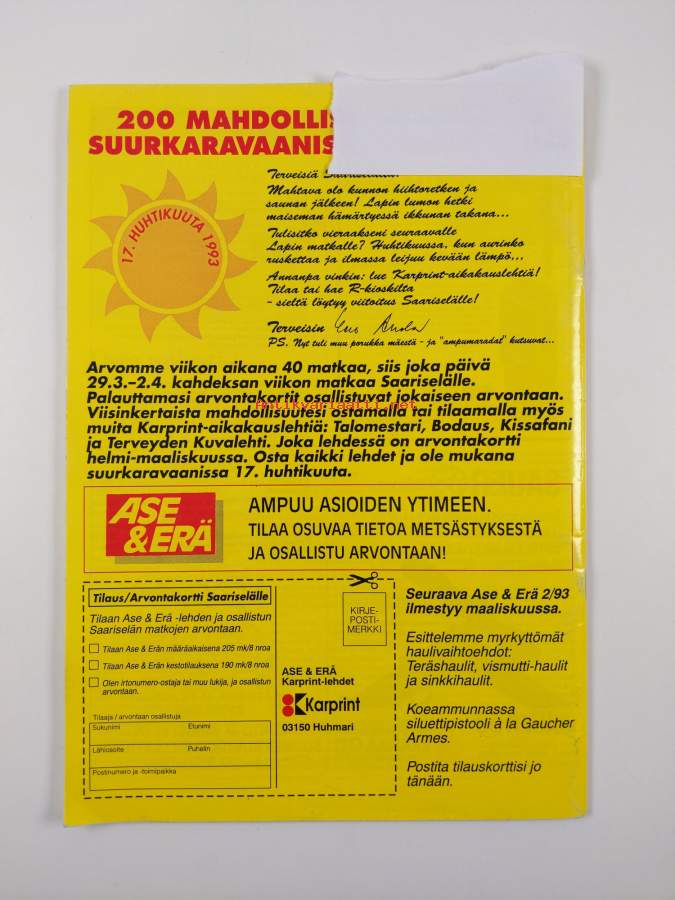 200 MAHDOLLIS
SUURKARAVAANIS
17. HUHTIKUUTA 1993
Terveisiä
Mahtava olo kunnon hiihtoretken ja
saunan jälkeen! Lapin lumon hetki
maiseman hämärtyessä ikkunan takana...
Tulisitko vieraakseni seuraavalle
Lapin matkalle? Huhtikuussa, kun aurinko
ruskettaa ja ilmassa leijuu kevään lämpö...
Annanpa vinkin: lue Karprint-aikakauslehtiä!
Tilaa tai hae R-kioskilta
- sieltä löytyy viitoitus Saariselälle!
Terveisin
PS. Nyt tuli muu porukka mäestä - ja "ampumaradat" kutsuvat...
Arvomme viikon aikana 40 matkaa, siis joka päivä
29.3.–2.4. kahdeksan viikon matkaa Saariselälle.
Palauttamasi arvontakortit osallistuvat jokaiseen arvontaan.
Antikvariaatti.net
Viisinkertaista mahdollisuutesi ostamalla tai tilaamalla myös
muita Karprint-aikakauslehtiä: Talomestari, Bodaus, Kissafani
ja Terveyden Kuvalehti. Joka lehdessä on arvontakortti
helmi-maaliskuussa. Osta kaikki lehdet ja ole mukana
suurkaravaanissa 17. huhtikuuta.
ASE
&ERÄ
AMPUU ASIOIDEN YTIMEEN.
TILAA OSUVAA TIETOA METSÄSTYKSESTÄ
JA OSALLISTU ARVONTAAN!
Tilaus/Arvontakortti Saariselälle
Tilaan Ase & Erä -lehden ja osallistun
Saariselän matkojen arvontaan.
Tilaan Ase & Erän määräaikaisena 205 mk/8 nroa
Tilaan Ase & Erän kestotilauksena 190 mk/8 nroa
Olen irtonumero-ostaja tai muu lukija, ja osallistun
arvontaan.
Tilaaja / arvontaan osallistuja
Sukunimi Etunimi
Lähiosoite Puhelin
Postinumero ja -toimipaikka
KIRJE-
POSTI-
MERKKI
ASE & ERÄ
Karprint-lehdet
Karprint
03150 Huhmari
Seuraava Ase & Erä 2/93
ilmestyy maaliskuussa.
Esittelemme myrkyttömät
haulivaihtoehdot:
Teräshaulit, vismutti-haulit
ja sinkkihaulit.
Koeammunnassa
siluettipistooli à la Gaucher
Armes.
Postita tilauskorttisi jo
tänään.